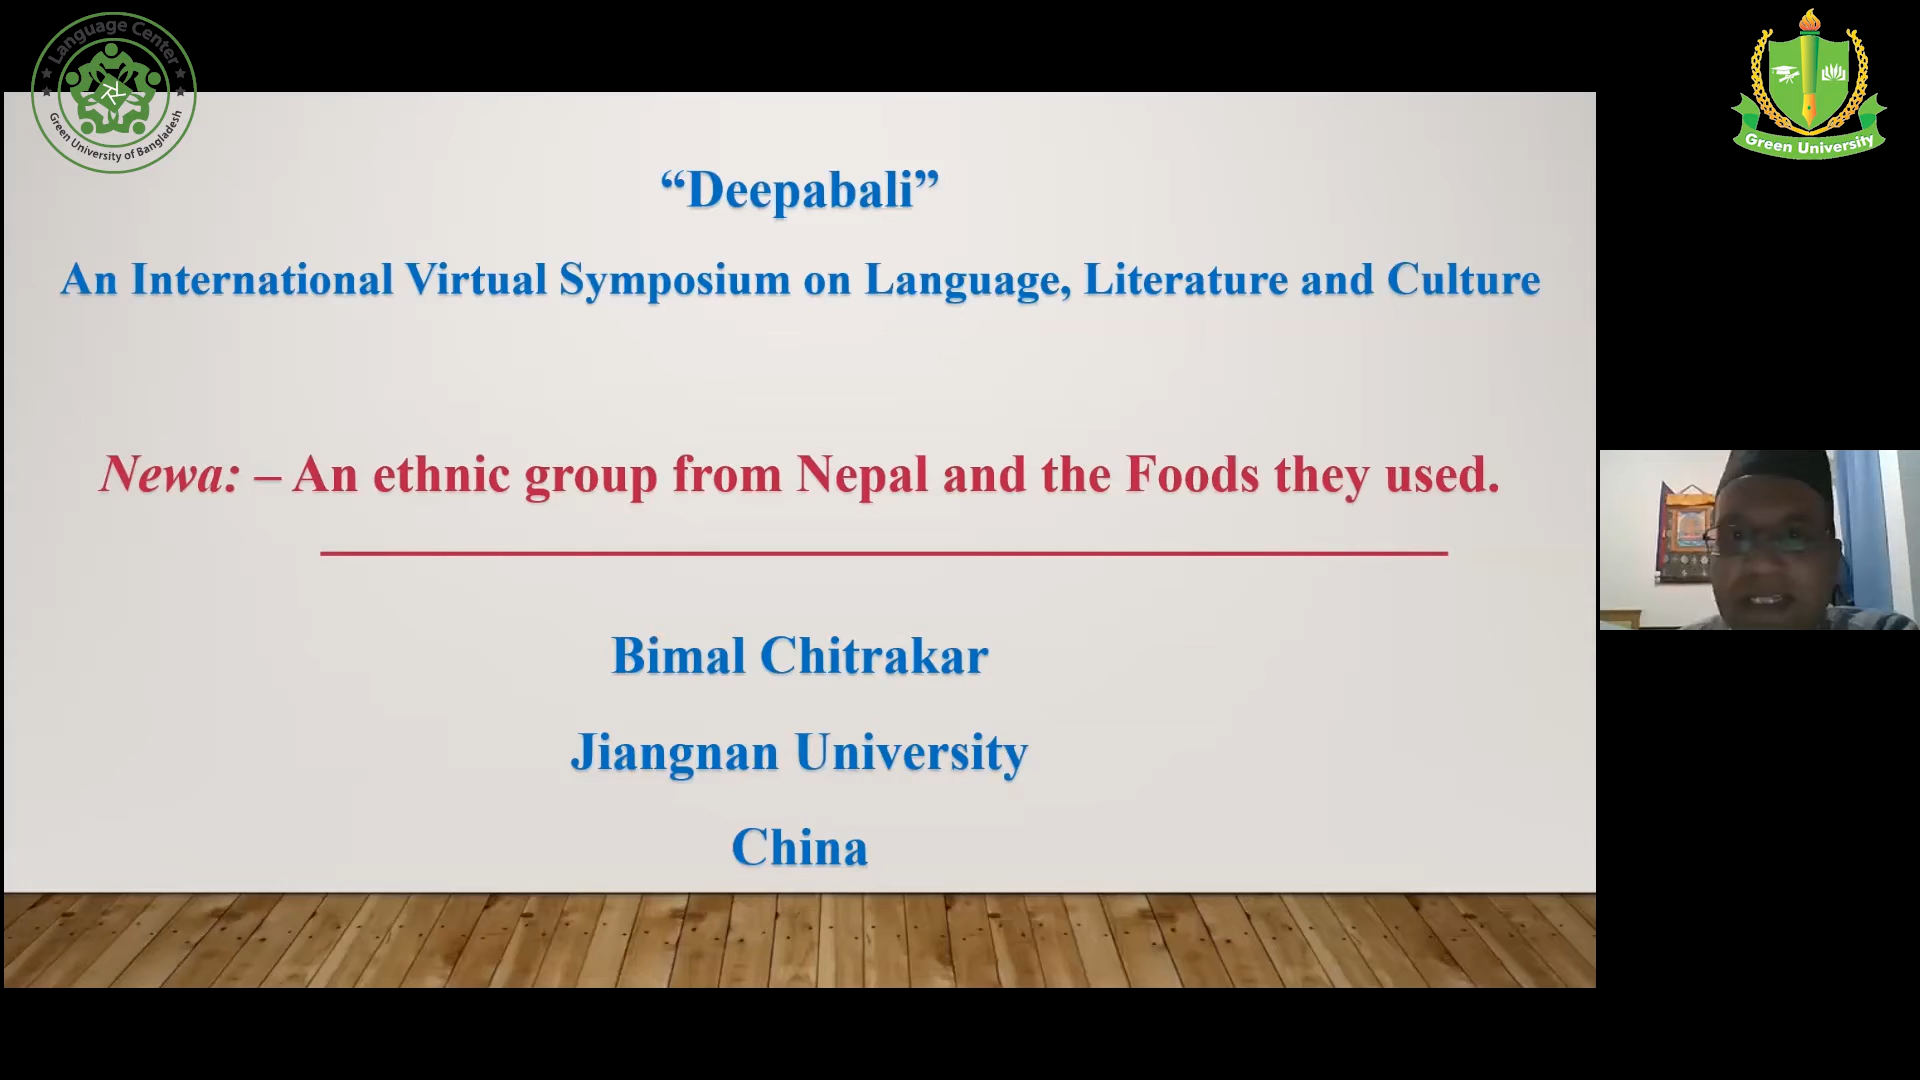 Language Center
Green University of Bangladesh
Green University
“Deepabali”
An International Virtual Symposium on Language, Literature and Culture
Newa: – An ethnic group from Nepal and the Foods they used.
Bimal Chitrakar
Jiangnan University
China